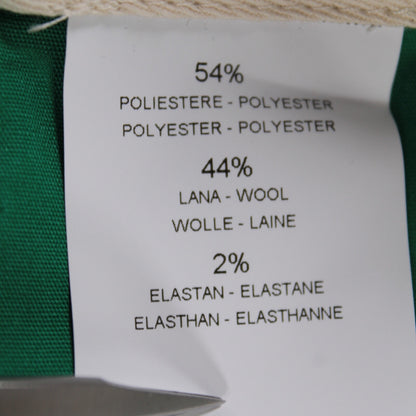 54%
POLIESTERE - POLYESTER
POLYESTER - POLYESTER
44%
LANA - WOOL
WOLLE - LAINE
2%
ELASTAN - ELASTANE
ELASTHAN - ELASTHANNE